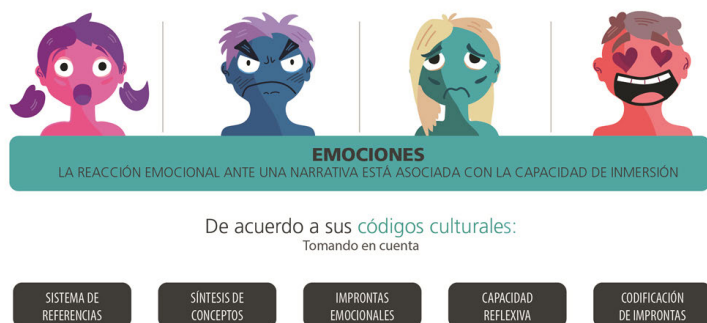 EMOCIONES
LA REACCIÓN EMOCIONAL ANTE UNA NARRATIVA ESTÁ ASOCIADA CON LA CAPACIDAD DE INMERSIÓN
De acuerdo a sus códigos culturales:
Tomando en cuenta
SISTEMA DE
REFERENCIAS
SÍNTESIS DE
CONCEPTOS
IMPRONTAS
EMOCIONALES
CAPACIDAD
REFLEXIVA
CODIFICACIÓN
DE IMPRONTAS